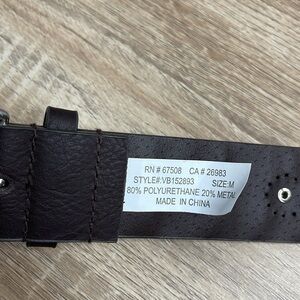 RN # 67508 CA # 26983
STYLE#:VB152893 SIZE:M
80% POLYURETHANE 20% METAL
MADE IN CHINA